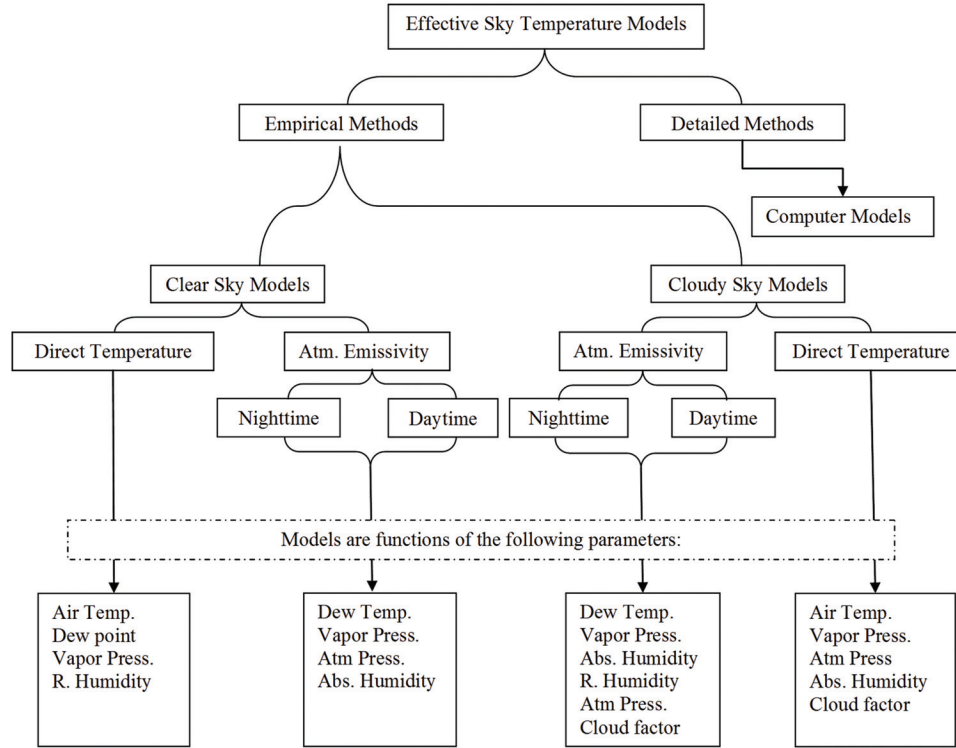 Effective Sky Temperature Models
Empirical Methods
Detailed Methods
Computer Models
Clear Sky Models
Cloudy Sky Models
Direct Temperature
Atm. Emissivity
Atm. Emissivity
Direct Temperature
Nighttime
Daytime
Nighttime
Daytime
Models are functions of the following parameters:
Air Temp.
Dew point
Vapor Press.
R. Humidity
Dew Temp.
Vapor Press.
Atm Press.
Abs. Humidity
Dew Temp.
Vapor Press.
Abs. Humidity
R. Humidity
Atm Press.
Cloud factor
Air Temp.
Vapor Press.
Atm Press
Abs. Humidity
Cloud factor